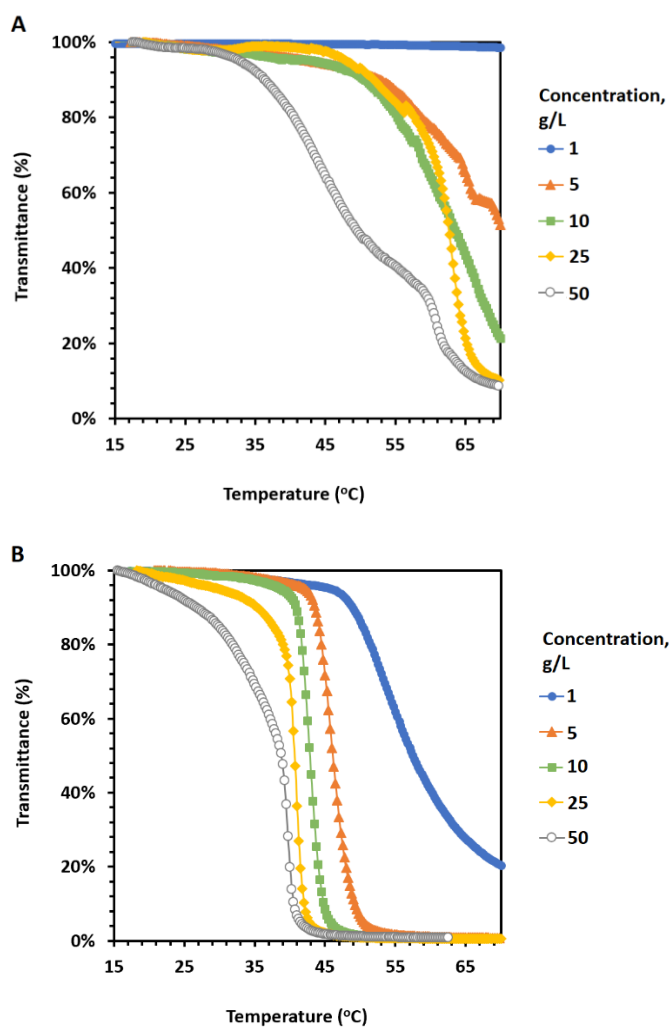 A
100%
80%
60%
40%
20%
0%
Transmittance (%)
15 25 35 45 55 65
Temperature (°C)
Concentration,
g/L
1
5
10
25
50
B
100%
80%
60%
40%
20%
0%
Transmittance (%)
15 25 35 45 55 65
Temperature (°C)
Concentration,
g/L
1
5
10
25
50